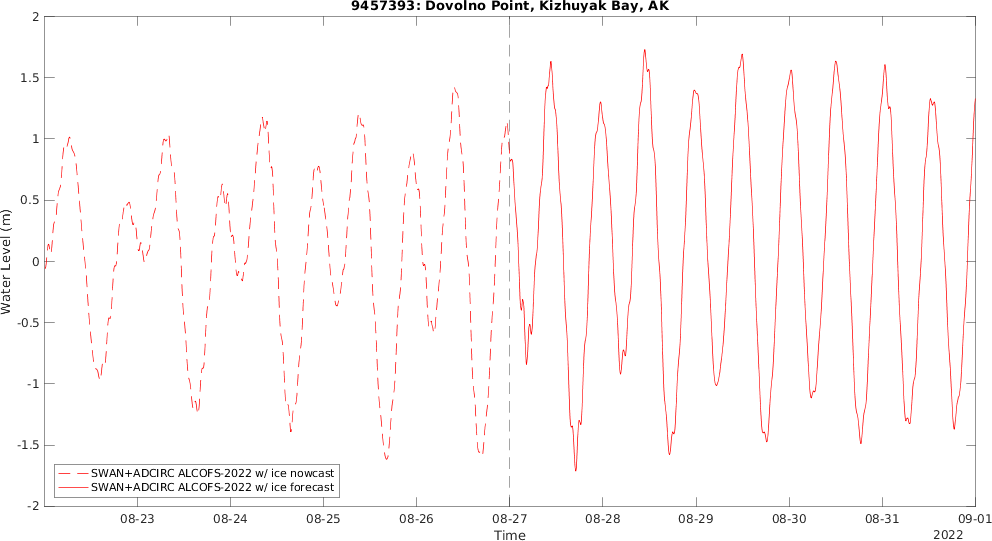 9457393: Dovolno Point, Kizhuyak Bay, AK
2
1.5
1
0.5
0
-0.5
-1
-1.5
-2
Water Level (m)
SWAN+ADCIRC ALCOFS-2022 w/ ice nowcast
SWAN+ADCIRC ALCOFS-2022 w/ ice forecast
08-23 08-24 08-25 08-26 08-27 08-28 08-29 08-30 08-31 09-01
Time
2022